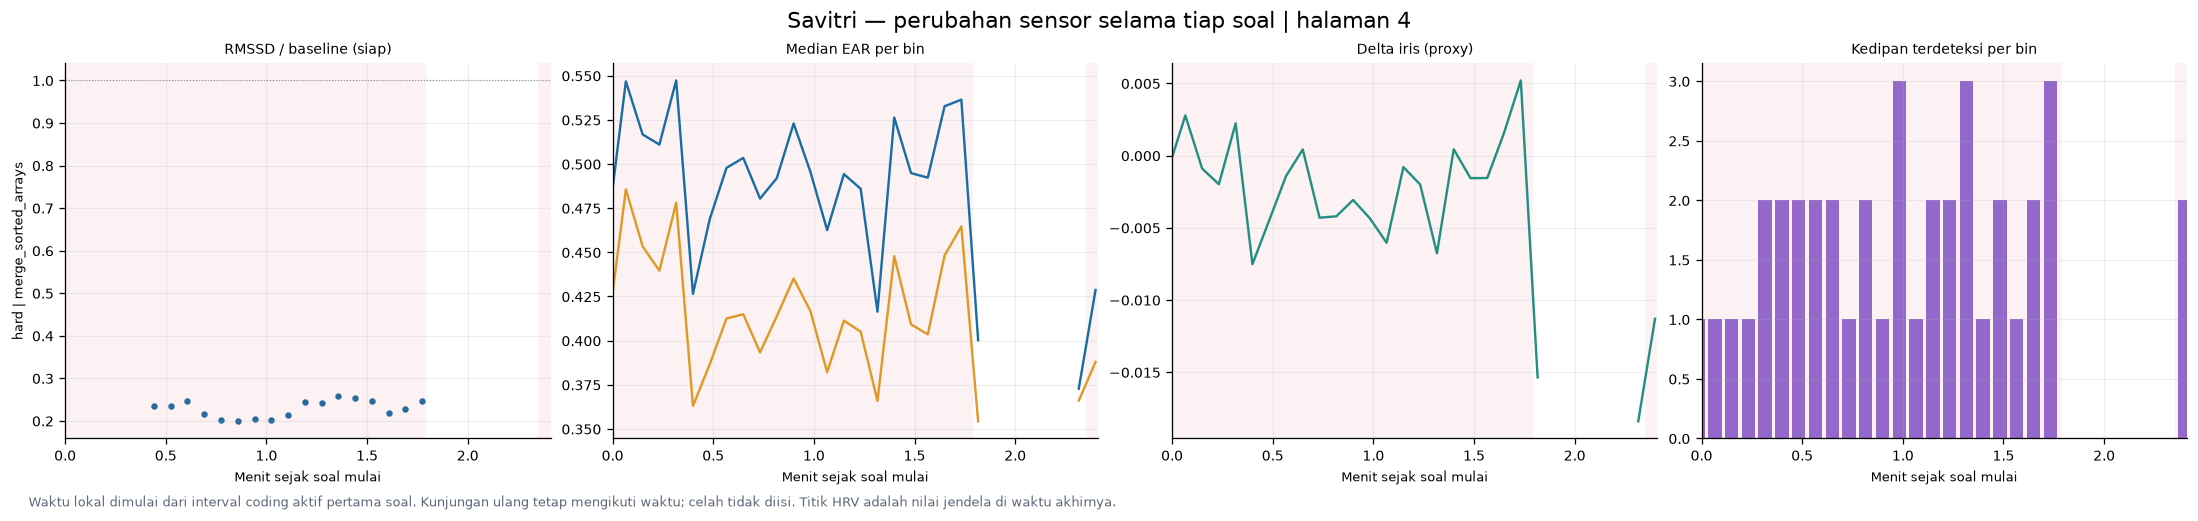 Savitri — perubahan sensor selama tiap soal | halaman 4
RMSSD / baseline (siap)
hard | merge_sorted_arrays
1.0
0.9
0.8
0.7
0.6
0.5
0.4
0.3
0.2
0.0 0.5 1.0 1.5 2.0
Menit sejak soal mulai
Median EAR per bin
0.550
0.525
0.500
0.475
0.450
0.425
0.400
0.375
0.350
0.0 0.5 1.0 1.5 2.0
Menit sejak soal mulai
Delta iris (proxy)
0.005
0.000
−0.005
−0.010
−0.015
0.0 0.5 1.0 1.5 2.0
Menit sejak soal mulai
Kedipan terdeteksi per bin
3.0
2.5
2.0
1.5
1.0
0.5
0.0
0.0 0.5 1.0 1.5 2.0
Menit sejak soal mulai
Waktu lokal dimulai dari interval coding aktif pertama soal. Kunjungan ulang tetap mengikuti waktu; celah tidak diisi. Titik HRV adalah nilai jendela di waktu akhirnya.